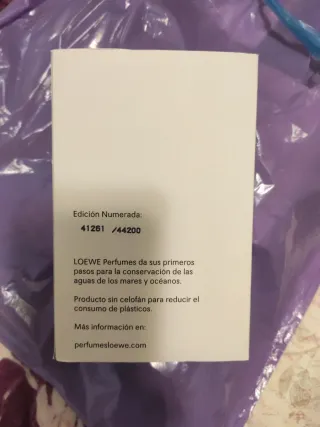 Edición Numerada:
41261 /44200
LOEWE Perfumes da sus primeros
pasos para la conservación de las
aguas de los mares y océanos.
Producto sin celofán para reducir el
consumo de plásticos.
Más información en:
perfumesloewe.com